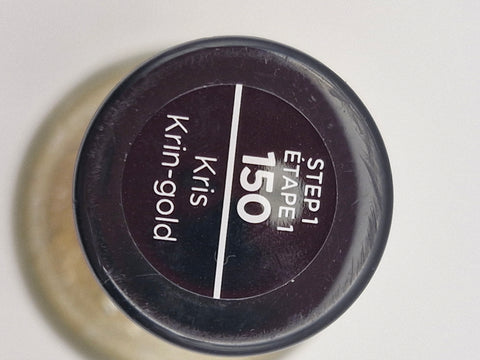 STEP 1
ÉTAPE 1
150
Kris
Krin-gold